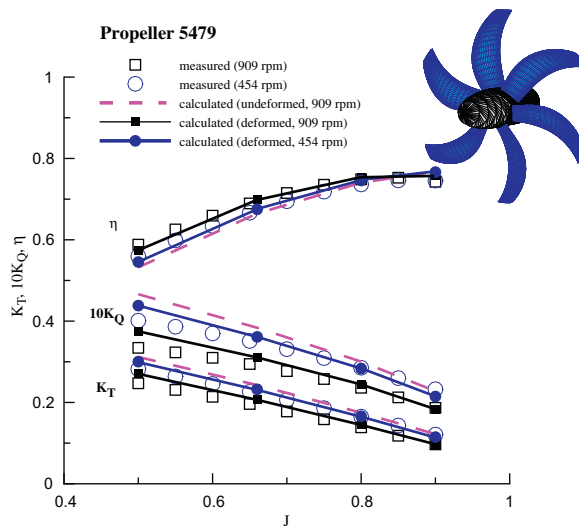 Propeller 5479
measured (909 rpm)
measured (454 rpm)
calculated (undeformed, 909 rpm)
calculated (deformed, 909 rpm)
calculated (deformed, 454 rpm)
1
0.8
0.6
0.4
0.2
0
K_T, 10K_Q, η
η
10K_Q
K_T
0.4
0.6
0.8
1
J